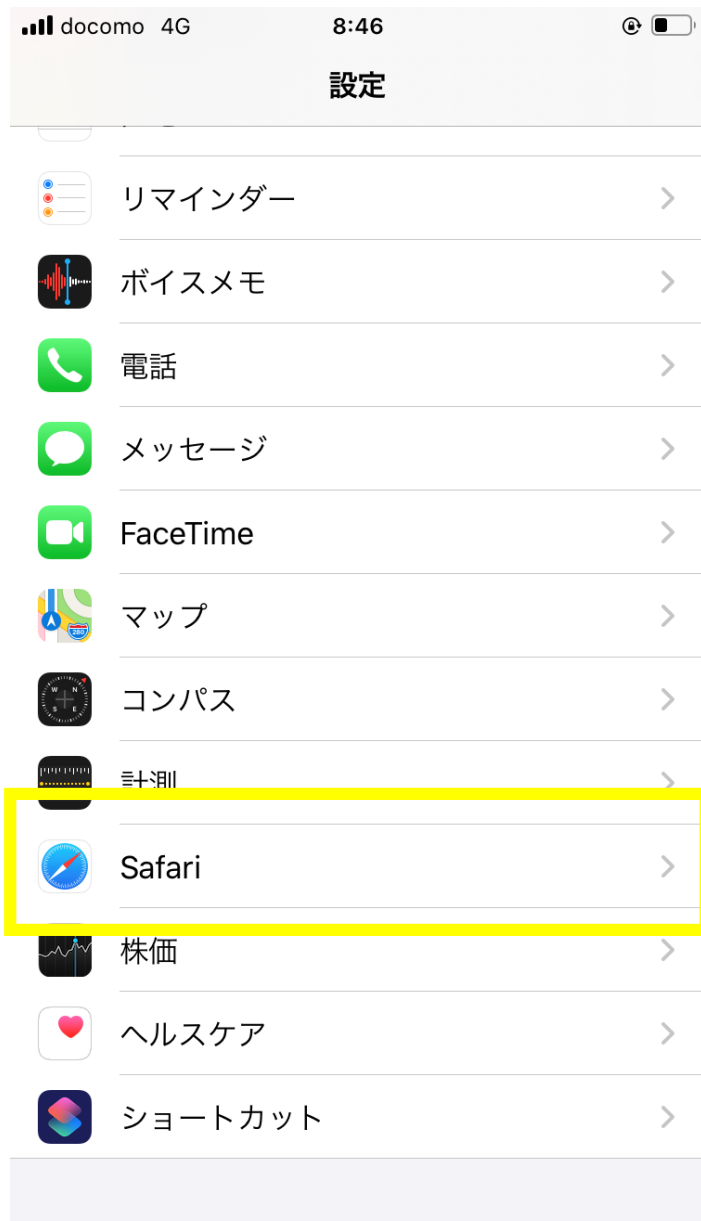 docomo 4G 8:46
設定
リマインダー
ボイスメモ
電話
メッセージ
FaceTime
マップ
280
コンパス
W N
S E
計測
Safari
株価
ヘルスケア
ショートカット